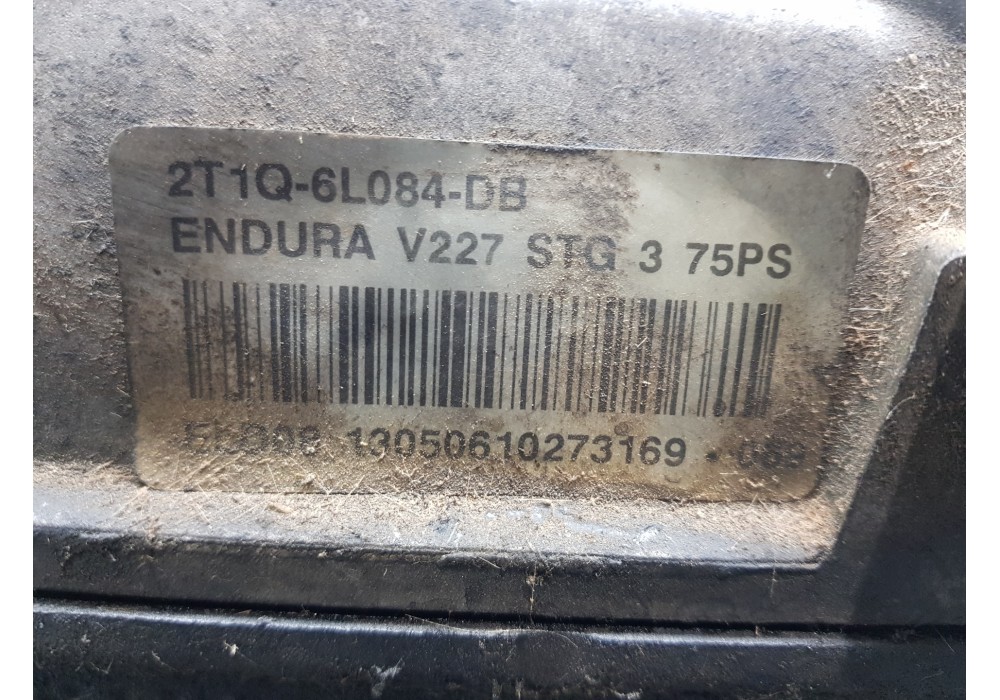 2T1Q-6L084-DB
ENDURA V227 STG 3 75PS
13050610273169